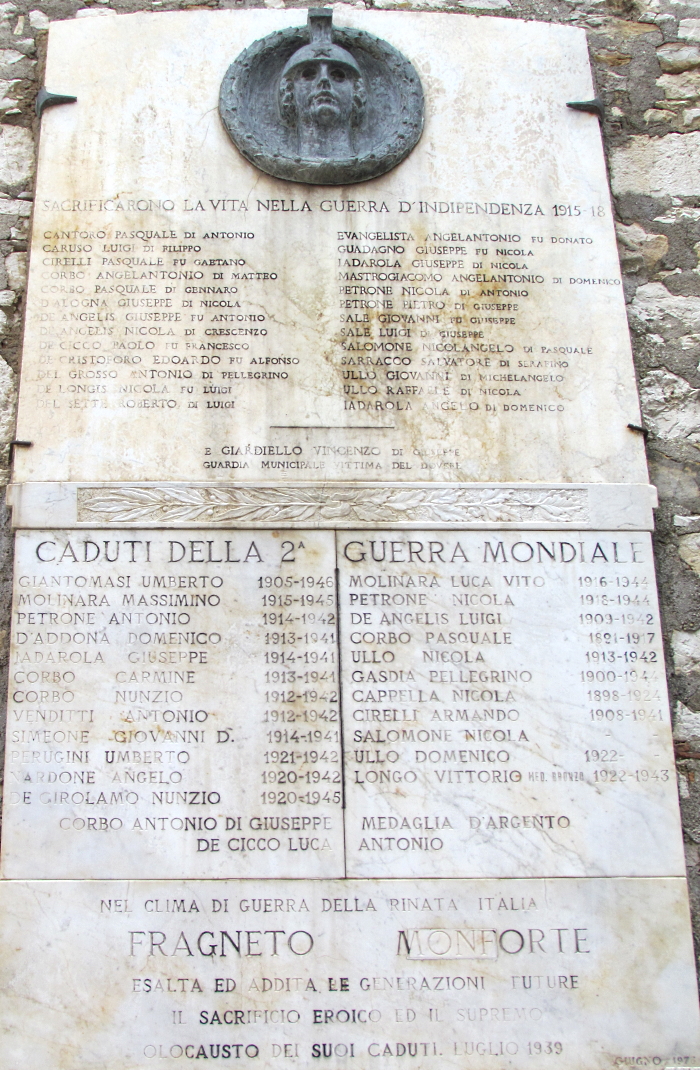 SACRIFICARONO LA VITA NELLA GUERRA D'INDIPENDENZA 1915-18
CANTORO PASQUALE DI ANTONIO
CARUSO LUIGI DI FILIPPO
CIRELLI PASQUALE FU GAETANO
CORBO ANGELANTONIO DI MATTEO
CORBO PASQUALE DI GENNARO
D'ALOGNA GIUSEPPE DI NICOLA
DE ANGELIS GIUSEPPE FU ANTONIO
DE ANGELIS NICOLA DI CRESCENZO
DE CICCO PAOLO FU FRANCESCO
DE CRISTOFORO EDOARDO FU ALFONSO
DEL GROSSO ANTONIO DI PELLEGRINO
DE LONGIS NICOLA FU LUIGI
DEL SETTE ROBERTO DI LUIGI
EVANGELISTA ANGELANTONIO FU DONATO
GUADAGNO GIUSEPPE FU NICOLA
IADAROLA GIUSEPPE DI NICOLA
MASTROGIACOMO ANGELANTONIO DI DOMENICO
PETRONE NICOLA DI ANTONIO
PETRONE PIETRO DI GIUSEPPE
SALE GIOVANNI FU GIUSEPPE
SALE LUIGI DI GIUSEPPE
SALOMONE NICOLANGELO DI PASQUALE
SARRACCO SALVATORE DI SERAFINO
ULLO GIOVANNI DI MICHELANGELO
ULLO RAFFAELE DI NICOLA
IADAROLA ANGELO DI DOMENICO
E GIARDIELLO VINCENZO DI GIUSEPPE
GUARDIA MUNICIPALE VITTIMA DEL DOVERE
CADUTI DELLA 2A GUERRA MONDIALE
GIANTOMASI UMBERTO 1905-1946
MOLINARA MASSIMINO 1915-1945
PETRONE ANTONIO 1914-1942
D'ADDONA DOMENICO 1913-1941
IADAROLA GIUSEPPE 1914-1941
CORBO CARMINE 1913-1941
CORBO NUNZIO 1912-1942
VENDITTI ANTONIO 1912-1942
SIMEONE GIOVANNI D. 1914-1941
PERUGINI UMBERTO 1921-1942
NARDONE ANGELO 1920-1942
DE GIROLAMO NUNZIO 1920-1945
MOLINARA LUCA VITO 1916-1944
PETRONE NICOLA 1918-1944
DE ANGELIS LUIGI 1909-1942
CORBO PASQUALE 1891-1917
ULLO NICOLA 1913-1942
GASDIA PELLEGRINO 1900-1944
CAPPELLA NICOLA 1898-1924
CIRELLI ARMANDO 1908-1941
SALOMONE NICOLA - -
ULLO DOMENICO 1922-
LONGO VITTORIO MED. BRONZO 1922-1943
CORBO ANTONIO DI GIUSEPPE MEDAGLIA D'ARGENTO
DE CICCO LUCA ANTONIO
NEL CLIMA DI GUERRA DELLA RINATA ITALIA
FRAGNETO MONFORTE
ESALTA ED ADDITA LE GENERAZIONI FUTURE
IL SACRIFICIO EROICO ED IL SUPREMO
OLOCAUSTO DEI SUOI CADUTI. LUGLIO 1939